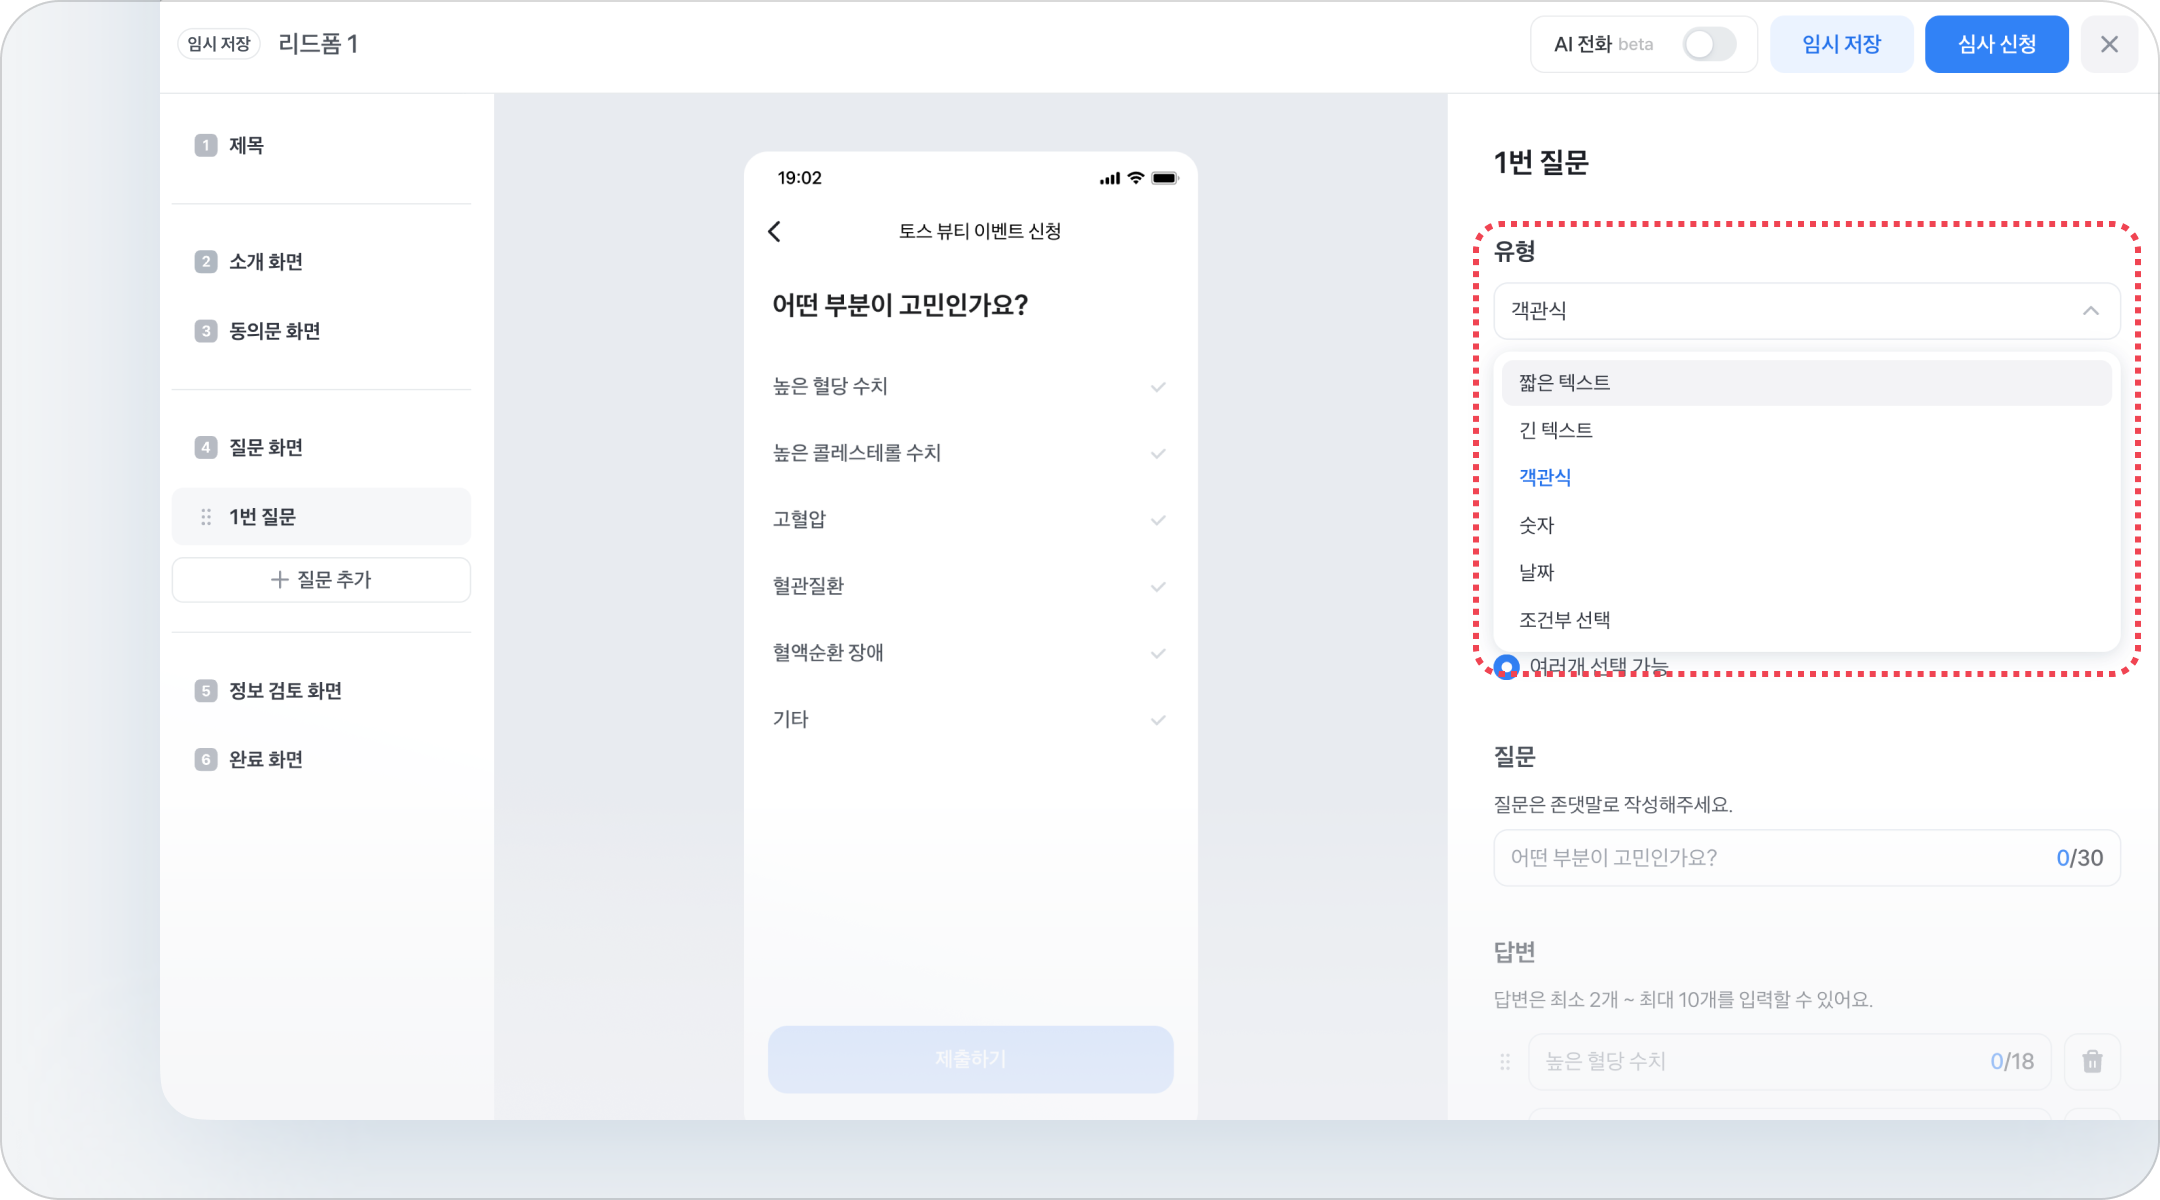 임시 저장 리드폼 1
AI 전화 beta 임시 저장 심사 신청
1 제목
2 소개 화면
3 동의문 화면
4 질문 화면
1번 질문
+ 질문 추가
5 정보 검토 화면
6 완료 화면
19:02
토스 뷰티 이벤트 신청
어떤 부분이 고민인가요?
높은 혈당 수치
높은 콜레스테롤 수치
고혈압
혈관질환
혈액순환 장애
기타
제출하기
1번 질문
유형
객관식
짧은 텍스트
긴 텍스트
객관식
숫자
날짜
조건부 선택
여러개 선택 가능
질문
질문은 존댓말로 작성해주세요.
어떤 부분이 고민인가요? 0/30
답변
답변은 최소 2개 ~ 최대 10개를 입력할 수 있어요.
높은 혈당 수치 0/18